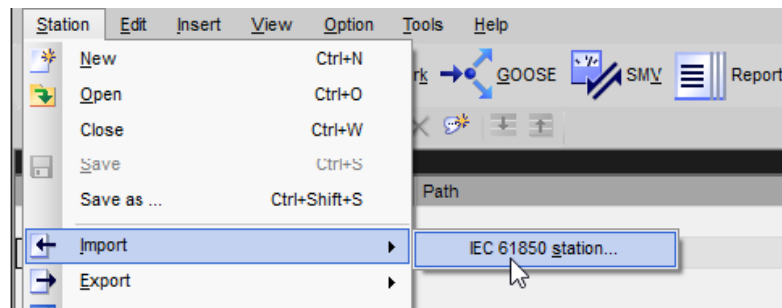 Station Edit Insert View Option Tools Help
New Ctrl+N
rk GOOSE SMV Report
Open Ctrl+O
Close Ctrl+W
Save Ctrl+S
Save as ... Ctrl+Shift+S
Path
Import IEC 61850 station...
Export